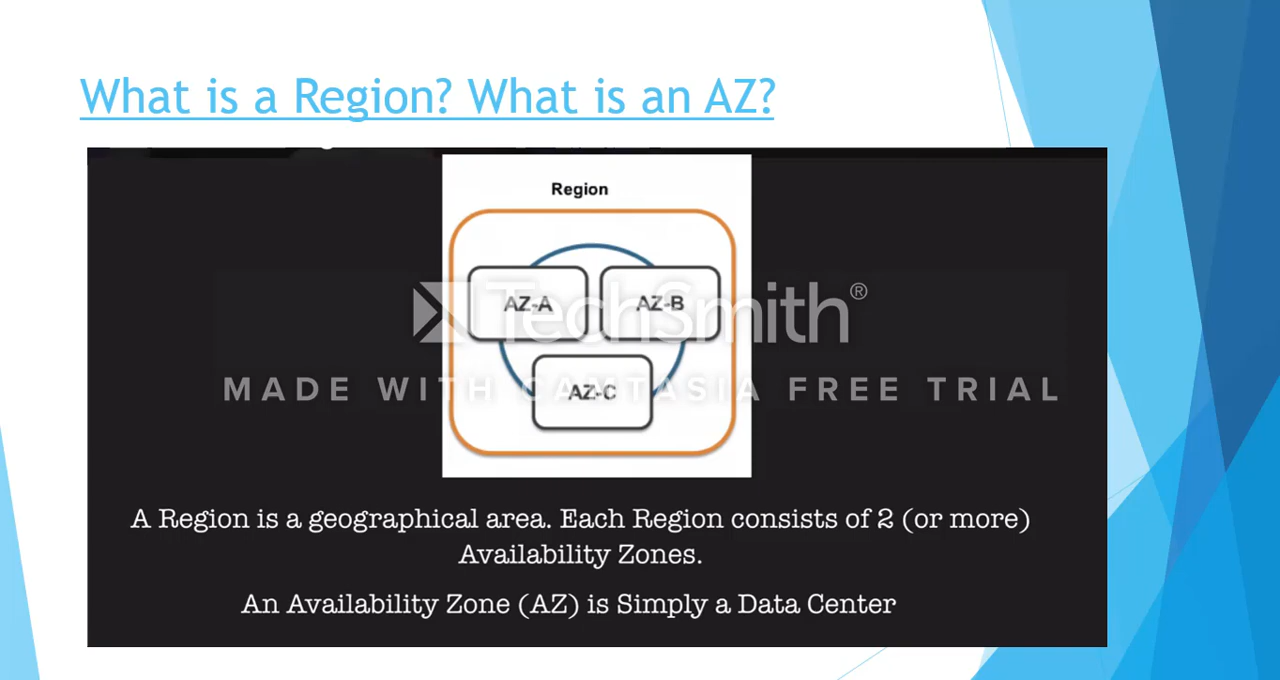 What is a Region? What is an AZ?
Region
AZ-A
AZ-B
TechSmith®
MADE WITH CAMTASIA FREE TRIAL
AZ-C
A Region is a geographical area. Each Region consists of 2 (or more)
Availability Zones.
An Availability Zone (AZ) is Simply a Data Center